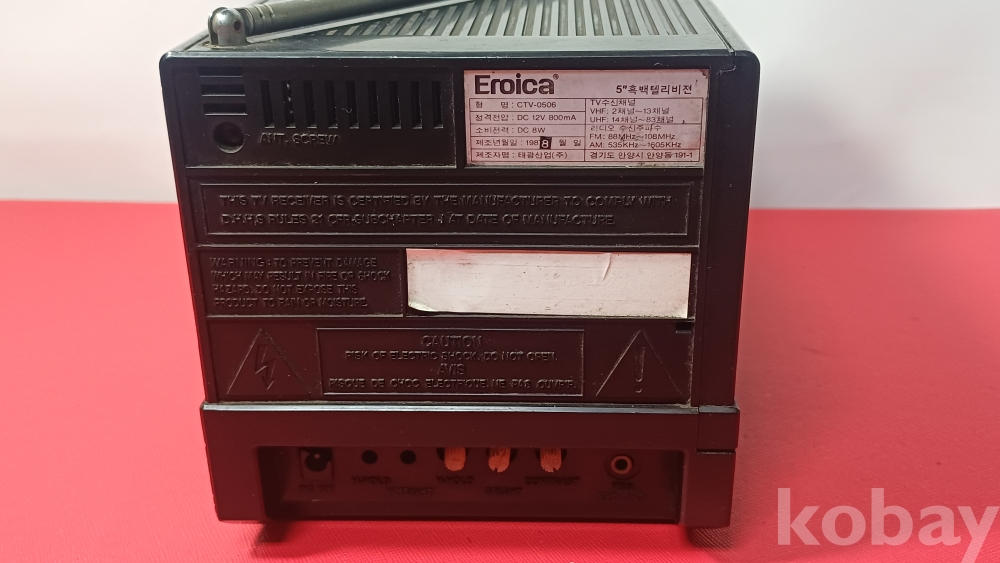 Eroica®
5"흑백텔리비젼
형 명 : CTV-0506
정격전압 : DC 12V 800mA
소비전력 : DC 8W
제조년월일 : 198 8 월 일
제조자명 : 태광산업(주)
TV수신채널
VHF: 2채널~13채널
UHF: 14채널~83채널
라디오 수신주파수
FM: 88MHz~108MHz
AM: 535KHz~1605KHz
경기도 안양시 안양동 191-1
ANT. SCREW
THIS TV RECEIVER IS CERTIFIED BY THE MANUFACTURER TO COMPLY WITH
D.H.H.S RULES 21 CFR SUBCHAPTER J AT DATE OF MANUFACTURE.
WARNING : TO PREVENT DAMAGE
WHICH MAY RESULT IN FIRE OR SHOCK
HAZARD. DO NOT EXPOSE THIS
PRODUCT TO RAIN OR MOISTURE.
CAUTION
RISK OF ELECTRIC SHOCK. DO NOT OPEN.
AVIS
RISQUE DE CHOC ELECTRIQUE NE PAS OUVRIR.
V-HOLD
BRIGHT
CONTRAST
kobay